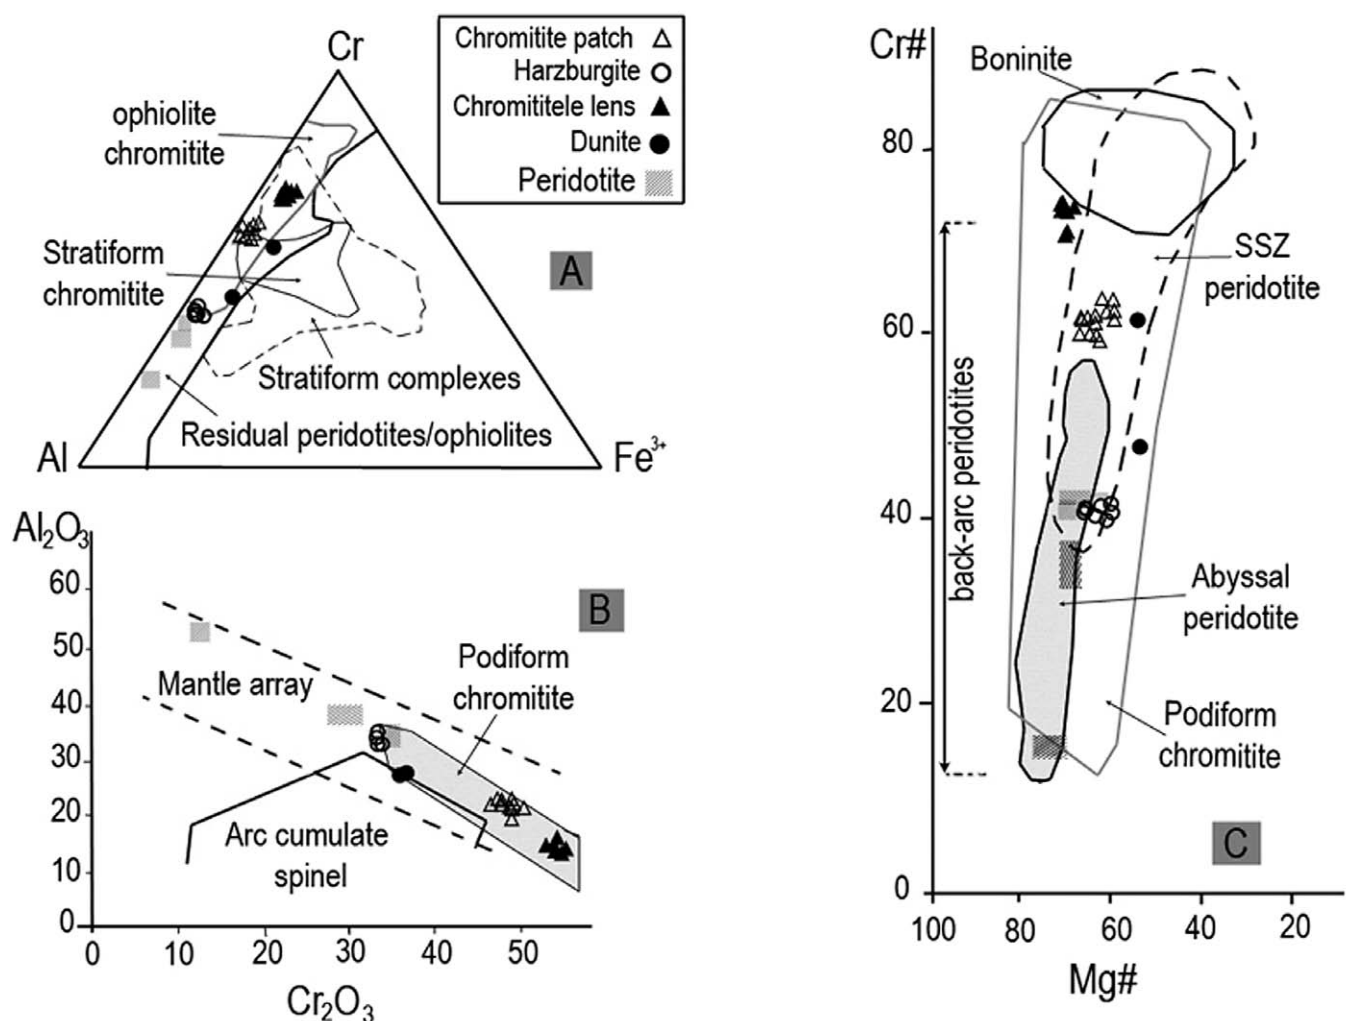 Cr
ophiolite
chromitite
Stratiform
chromitite
Al
Fe³⁺
A
Stratiform complexes
Residual peridotites/ophiolites
Chromitite patch
Harzburgite
Chromititele lens
Dunite
Peridotite
Al₂O₃
60
50
40
30
20
10
0
0 10 20 30 40 50
Cr₂O₃
B
Mantle array
Podiform
chromitite
Arc cumulate
spinel
Cr#
80
60
40
20
0
100 80 60 40 20
Mg#
Boninite
SSZ
peridotite
back-arc peridotites
Abyssal
peridotite
Podiform
chromitite
C